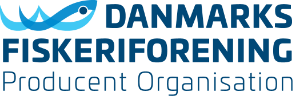 DANMARKS
FISKERIFORENING
Producent Organisation